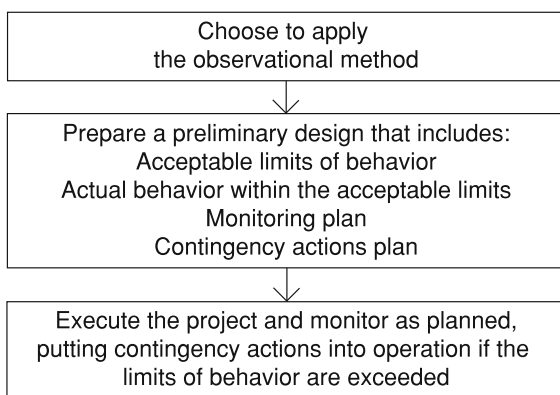 Choose to apply
the observational method
Prepare a preliminary design that includes:
Acceptable limits of behavior
Actual behavior within the acceptable limits
Monitoring plan
Contingency actions plan
Execute the project and monitor as planned,
putting contingency actions into operation if the
limits of behavior are exceeded